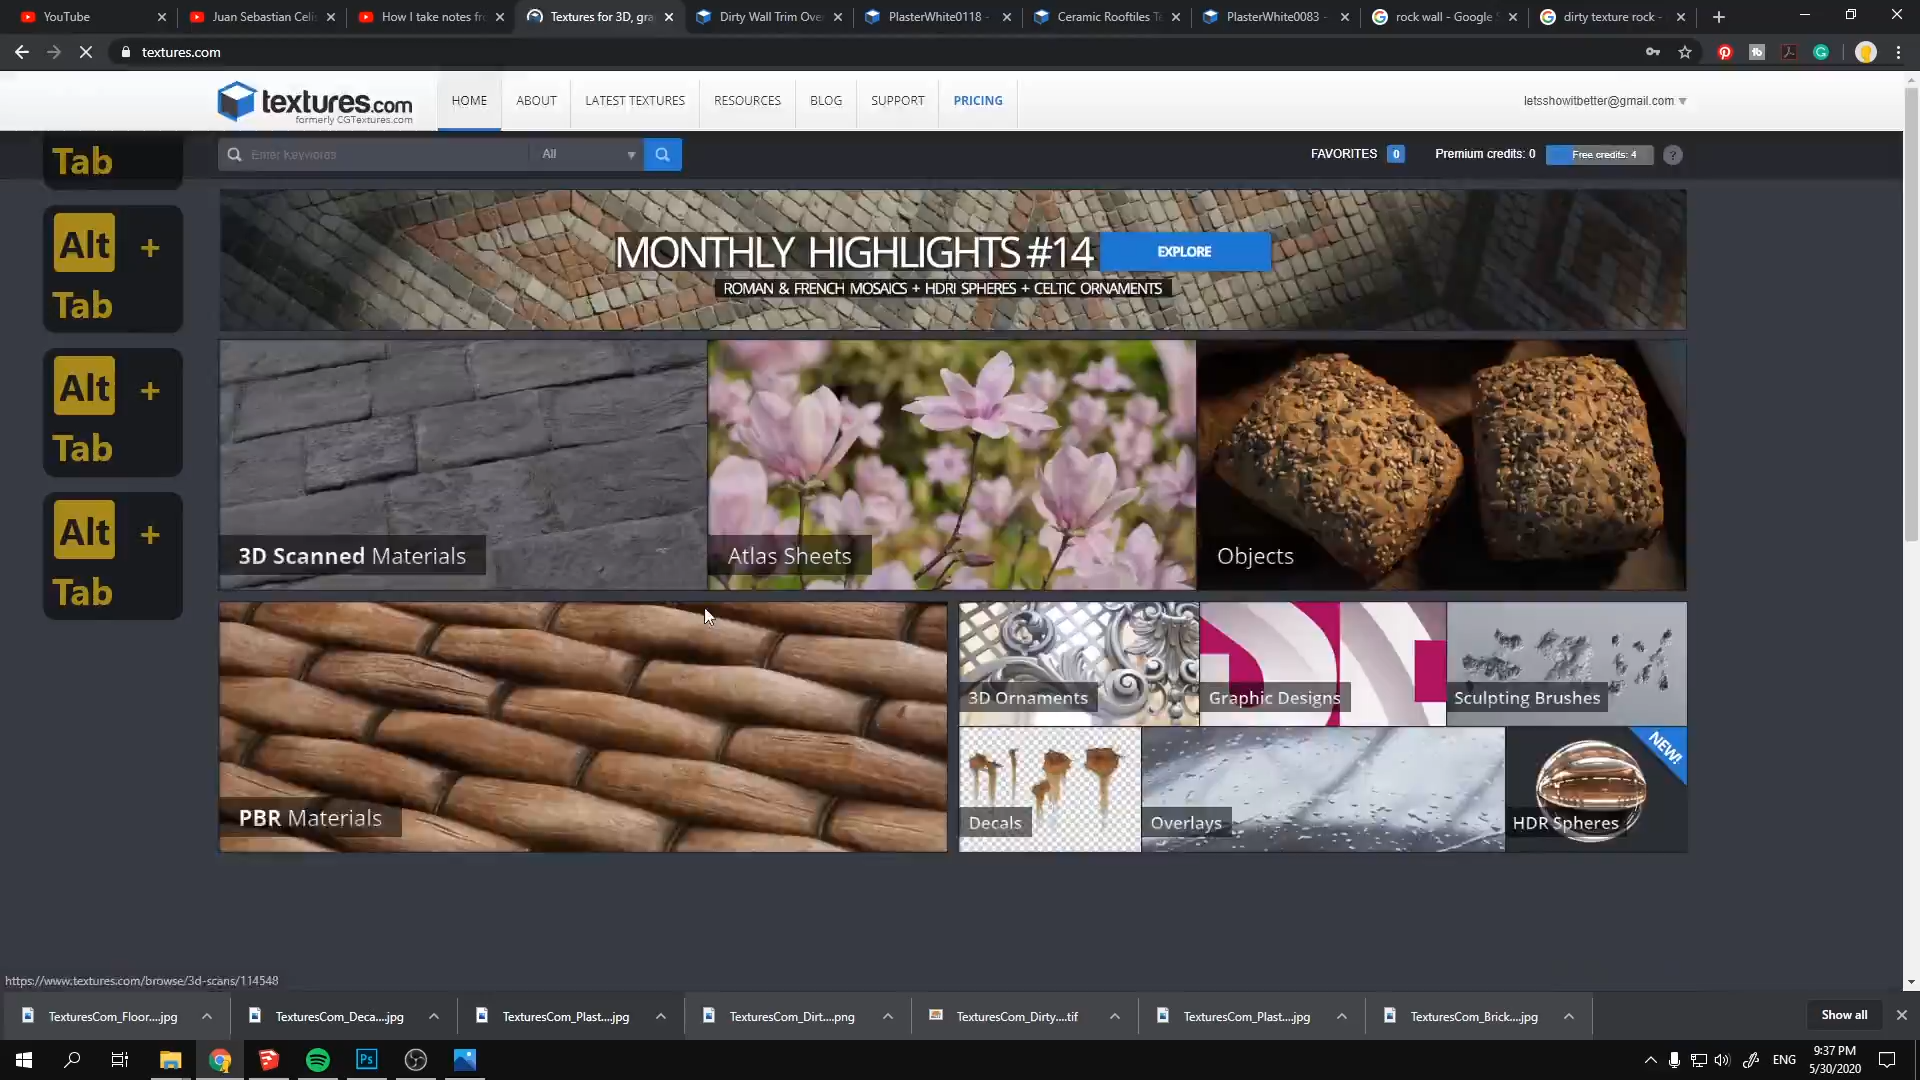 YouTube
Juan Sebastian Celis
How I take notes fro
Textures for 3D, gra
Dirty Wall Trim Ove
PlasterWhite0118 -
Ceramic Rooftiles Te
PlasterWhite0083 -
rock wall - Google S
dirty texture rock -
textures.com
textures.com
formerly CGTextures.com
HOME
ABOUT
LATEST TEXTURES
RESOURCES
BLOG
SUPPORT
PRICING
letsshowitbetter@gmail.com
Enter Keywords
All
FAVORITES 0
Premium credits: 0
Free credits: 4
?
Tab
Alt +
Tab
Alt +
Tab
Alt +
Tab
MONTHLY HIGHLIGHTS #14
EXPLORE
ROMAN & FRENCH MOSAICS + HDRI SPHERES + CELTIC ORNAMENTS
3D Scanned Materials
Atlas Sheets
Objects
PBR Materials
3D Ornaments
Graphic Designs
Sculpting Brushes
Decals
Overlays
HDR Spheres
NEW!
https://www.textures.com/browse/3d-scans/114548
TexturesCom_Floor....jpg
TexturesCom_Deca....jpg
TexturesCom_Plast....jpg
TexturesCom_Dirt....png
TexturesCom_Dirty....tif
TexturesCom_Plast....jpg
TexturesCom_Brick....jpg
Show all
Ps
ENG
9:37 PM
5/30/2020